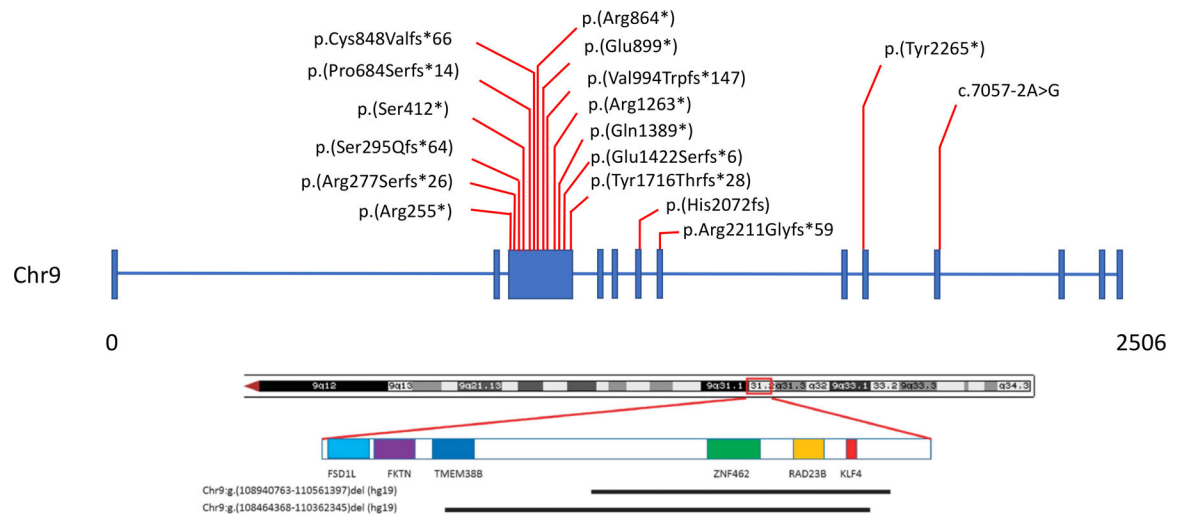 p.(Arg864*)
p.Cys848Valfs*66
p.(Glu899*)
p.(Tyr2265*)
p.(Pro684Serfs*14)
p.(Val994Trpfs*147)
c.7057-2A>G
p.(Ser412*)
p.(Arg1263*)
p.(Gln1389*)
p.(Ser295Qfs*64)
p.(Glu1422Serfs*6)
p.(Arg277Serfs*26)
p.(Tyr1716Thrfs*28)
p.(Arg255*)
p.(His2072fs)
p.Arg2211Glyfs*59
Chr9
0 2506
9q12 9q13 9q21.13 9q31.1 31.2 q31.3 q32 9q33.1 33.2 9q33.3 q34.3
FSD1L FKTN TMEM38B ZNF462 RAD23B KLF4
Chr9:g.(108940763-110561397)del (hg19)
Chr9:g.(108464368-110362345)del (hg19)